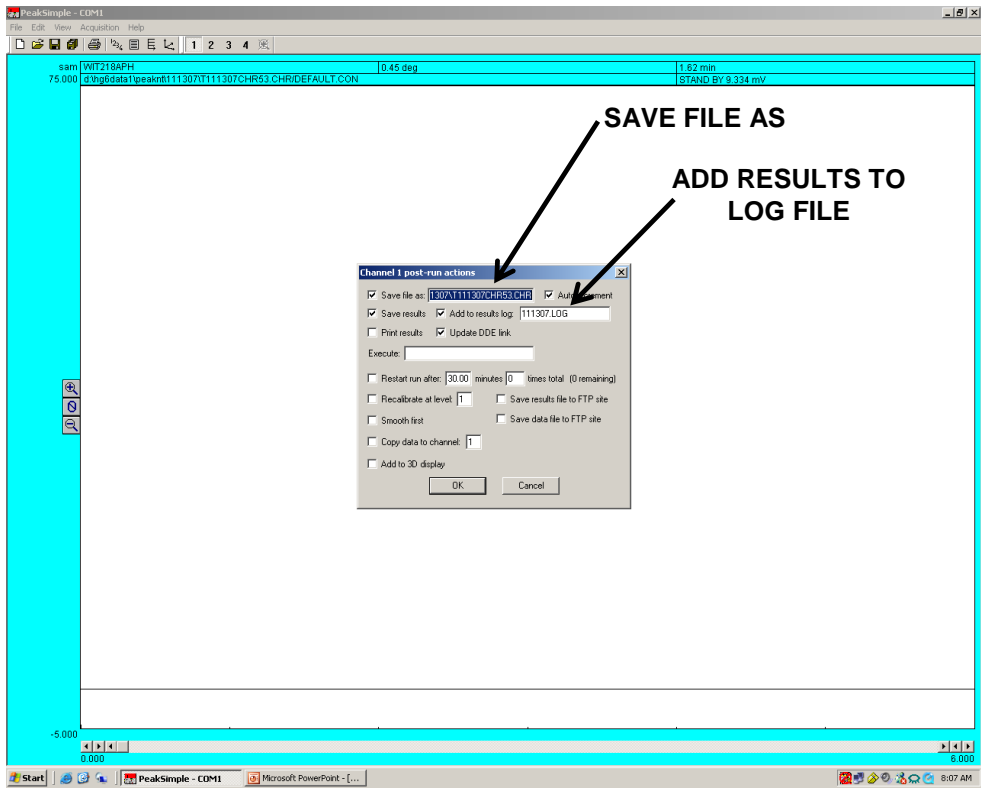 PeakSimple - COM1
File Edit View Acquisition Help
1 2 3 4
sam WIT218APH 0.45 deg 1.62 min
75.000 d:\hg6data1\peaknt\111307\T111307CHR53.CHR/DEFAULT.CON STAND BY 9.334 mV
SAVE FILE AS
ADD RESULTS TO
LOG FILE
Channel 1 post-run actions
Save file as: 1307\T111307CHR53.CHR
Save results Add to results log: 111307.LOG
Print results Update DDE link
Execute:
Restart run after: 30.00 minutes 0 times total (0 remaining)
Recalibrate at level: 1 Save results file to FTP site
Smooth first Save data file to FTP site
Copy data to channel: 1
Add to 3D display
OK Cancel
-5.000
0.000 6.000
Start PeakSimple - COM1 Microsoft PowerPoint - [... 8:07 AM